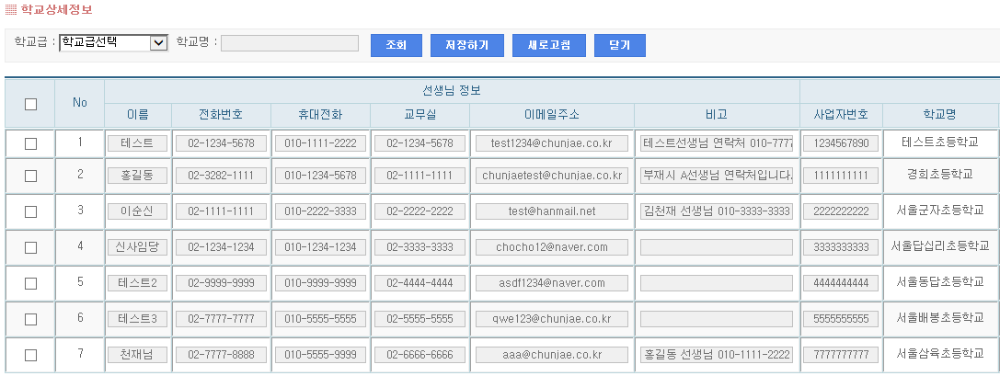 학교상세정보
학교급 : 학교급선택 학교명 : 조회 저장하기 새로고침 닫기
No 선생님 정보
이름 전화번호 휴대전화 교무실 이메일주소 비고 사업자번호 학교명
1 테스트 02-1234-5678 010-1111-2222 02-1234-5678 test1234@chunjae.co.kr 테스트선생님 연락처 010-7777 1234567890 테스트초등학교
2 홍길동 02-3282-1111 010-1234-5678 02-1111-1111 chunjaetest@chunjae.co.kr 부재시 A선생님 연락처입니다. 1111111111 경희초등학교
3 이순신 02-1111-1111 010-2222-3333 02-2222-2222 test@hanmail.net 김천재 선생님 010-3333-3333 2222222222 서울군자초등학교
4 신사임당 02-1234-1234 010-1234-1234 02-3333-3333 chocho12@naver.com 3333333333 서울답십리초등학교
5 테스트2 02-9999-9999 010-9999-9999 02-4444-4444 asdf1234@naver.com 4444444444 서울동답초등학교
6 테스트3 02-7777-7777 010-5555-5555 02-5555-5555 qwe123@chunjae.co.kr 5555555555 서울배봉초등학교
7 천재님 02-7777-8888 010-5555-9999 02-6666-6666 aaa@chunjae.co.kr 홍길동 선생님 010-1111-2222 7777777777 서울삼육초등학교